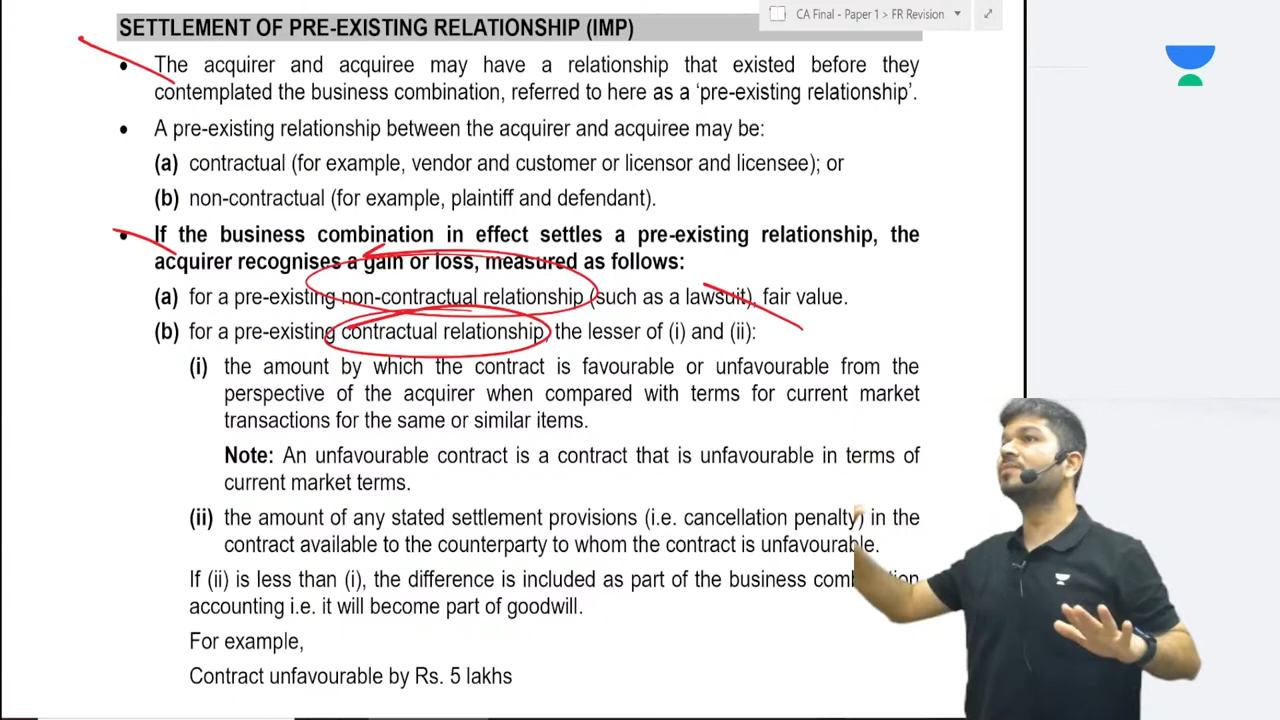 SETTLEMENT OF PRE-EXISTING RELATIONSHIP (IMP)
CA Final - Paper 1 > FR Revision
• The acquirer and acquiree may have a relationship that existed before they
contemplated the business combination, referred to here as a ‘pre-existing relationship’.
• A pre-existing relationship between the acquirer and acquiree may be:
(a) contractual (for example, vendor and customer or licensor and licensee); or
(b) non-contractual (for example, plaintiff and defendant).
• If the business combination in effect settles a pre-existing relationship, the
acquirer recognises a gain or loss, measured as follows:
(a) for a pre-existing non-contractual relationship (such as a lawsuit), fair value.
(b) for a pre-existing contractual relationship, the lesser of (i) and (ii):
(i) the amount by which the contract is favourable or unfavourable from the
perspective of the acquirer when compared with terms for current market
transactions for the same or similar items.
Note: An unfavourable contract is a contract that is unfavourable in terms of
current market terms.
(ii) the amount of any stated settlement provisions (i.e. cancellation penalty) in the
contract available to the counterparty to whom the contract is unfavourable.
If (ii) is less than (i), the difference is included as part of the business combination
accounting i.e. it will become part of goodwill.
For example,
Contract unfavourable by Rs. 5 lakhs